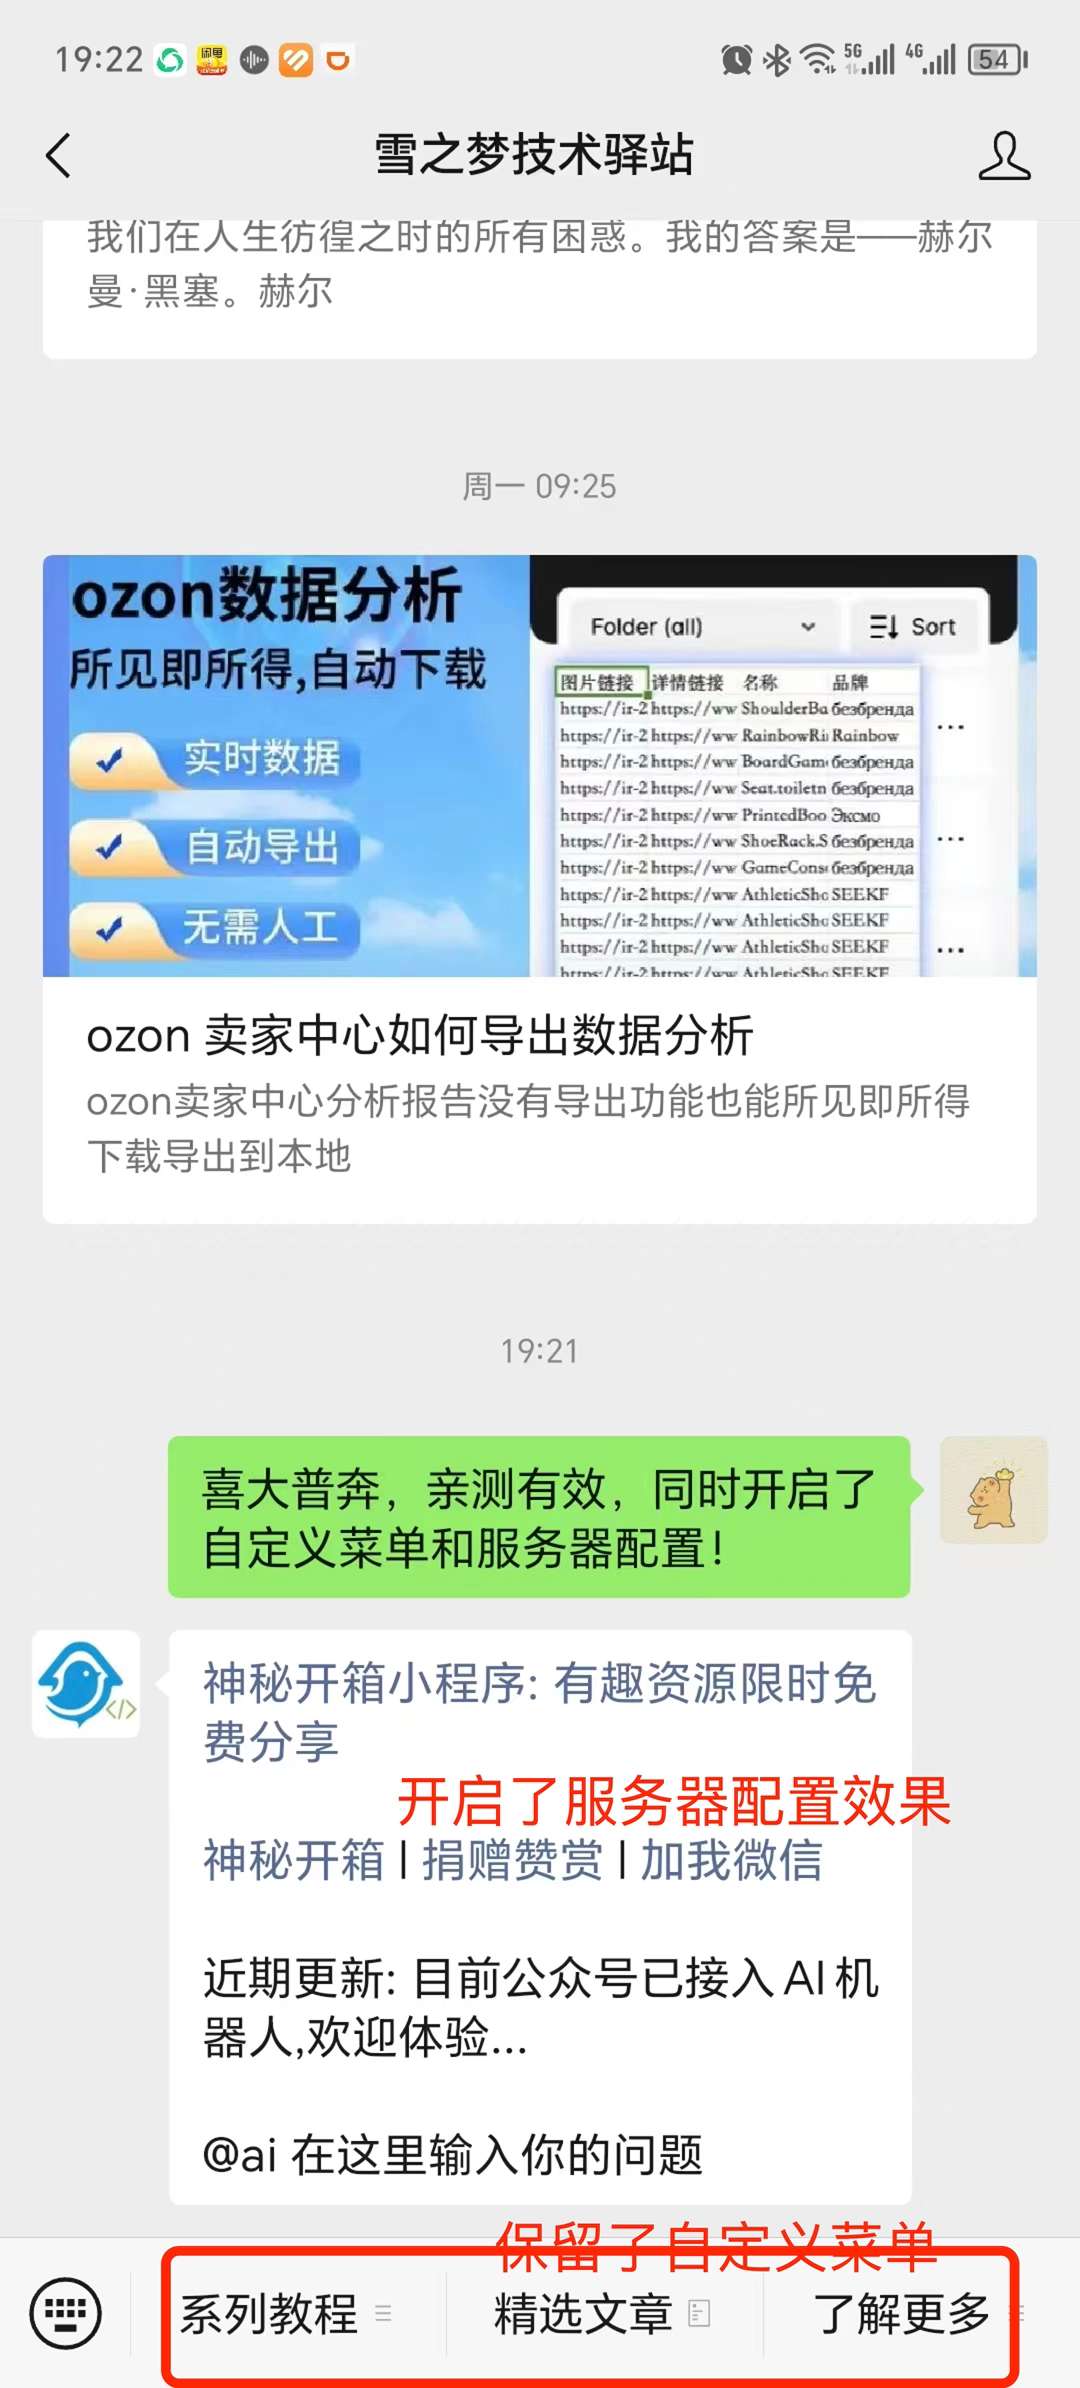 19:22
5G
4G
54
雪之梦技术驿站
我们在人生彷徨之时的所有困惑。我的答案是——赫尔
曼·黑塞。赫尔
周一 09:25
ozon数据分析
所见即所得,自动下载
实时数据
自动导出
无需人工
Folder (all)
Sort
图片链接 详情链接 名称 品牌
https://ir-2 https://ww ShoulderBa безбренда
https://ir-2 https://ww RainbowRi Rainbow
https://ir-2 https://ww BoardGam безбренда
https://ir-2 https://ww Seat.toiletn безбренда
https://ir-2 https://ww PrintedBoo Эксмо
https://ir-2 https://ww ShoeRack.S безбренда
https://ir-2 https://ww GameCons безбренда
https://ir-2 https://ww AthleticSho SEEKF
https://ir-2 https://ww AthleticSho SEEKF
https://ir-2 https://ww AthleticSho SEEKF
https://ir-2 https://ww AthleticSho SEEKF
ozon 卖家中心如何导出数据分析
ozon卖家中心分析报告没有导出功能也能所见即所得
下载导出到本地
19:21
喜大普奔，亲测有效，同时开启了
自定义菜单和服务器配置！
神秘开箱小程序: 有趣资源限时免
费分享
开启了服务器配置效果
神秘开箱 | 捐赠赞赏 | 加我微信
近期更新: 目前公众号已接入 AI 机
器人,欢迎体验...
@ai 在这里输入你的问题
保留了自定义菜单
系列教程
精选文章
了解更多